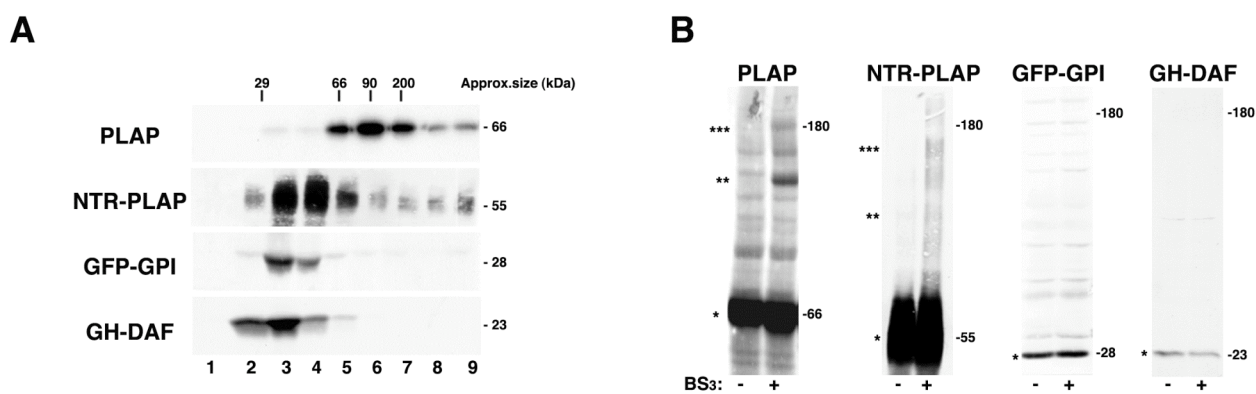 A
29 66 90 200 Approx.size (kDa)
PLAP - 66
NTR-PLAP - 55
GFP-GPI - 28
GH-DAF - 23
1 2 3 4 5 6 7 8 9
B
PLAP NTR-PLAP GFP-GPI GH-DAF
*** -180 -180 -180 -180
***
**
**
* -66
* -55
* -28 * -23
BS3: - + - + - + - +